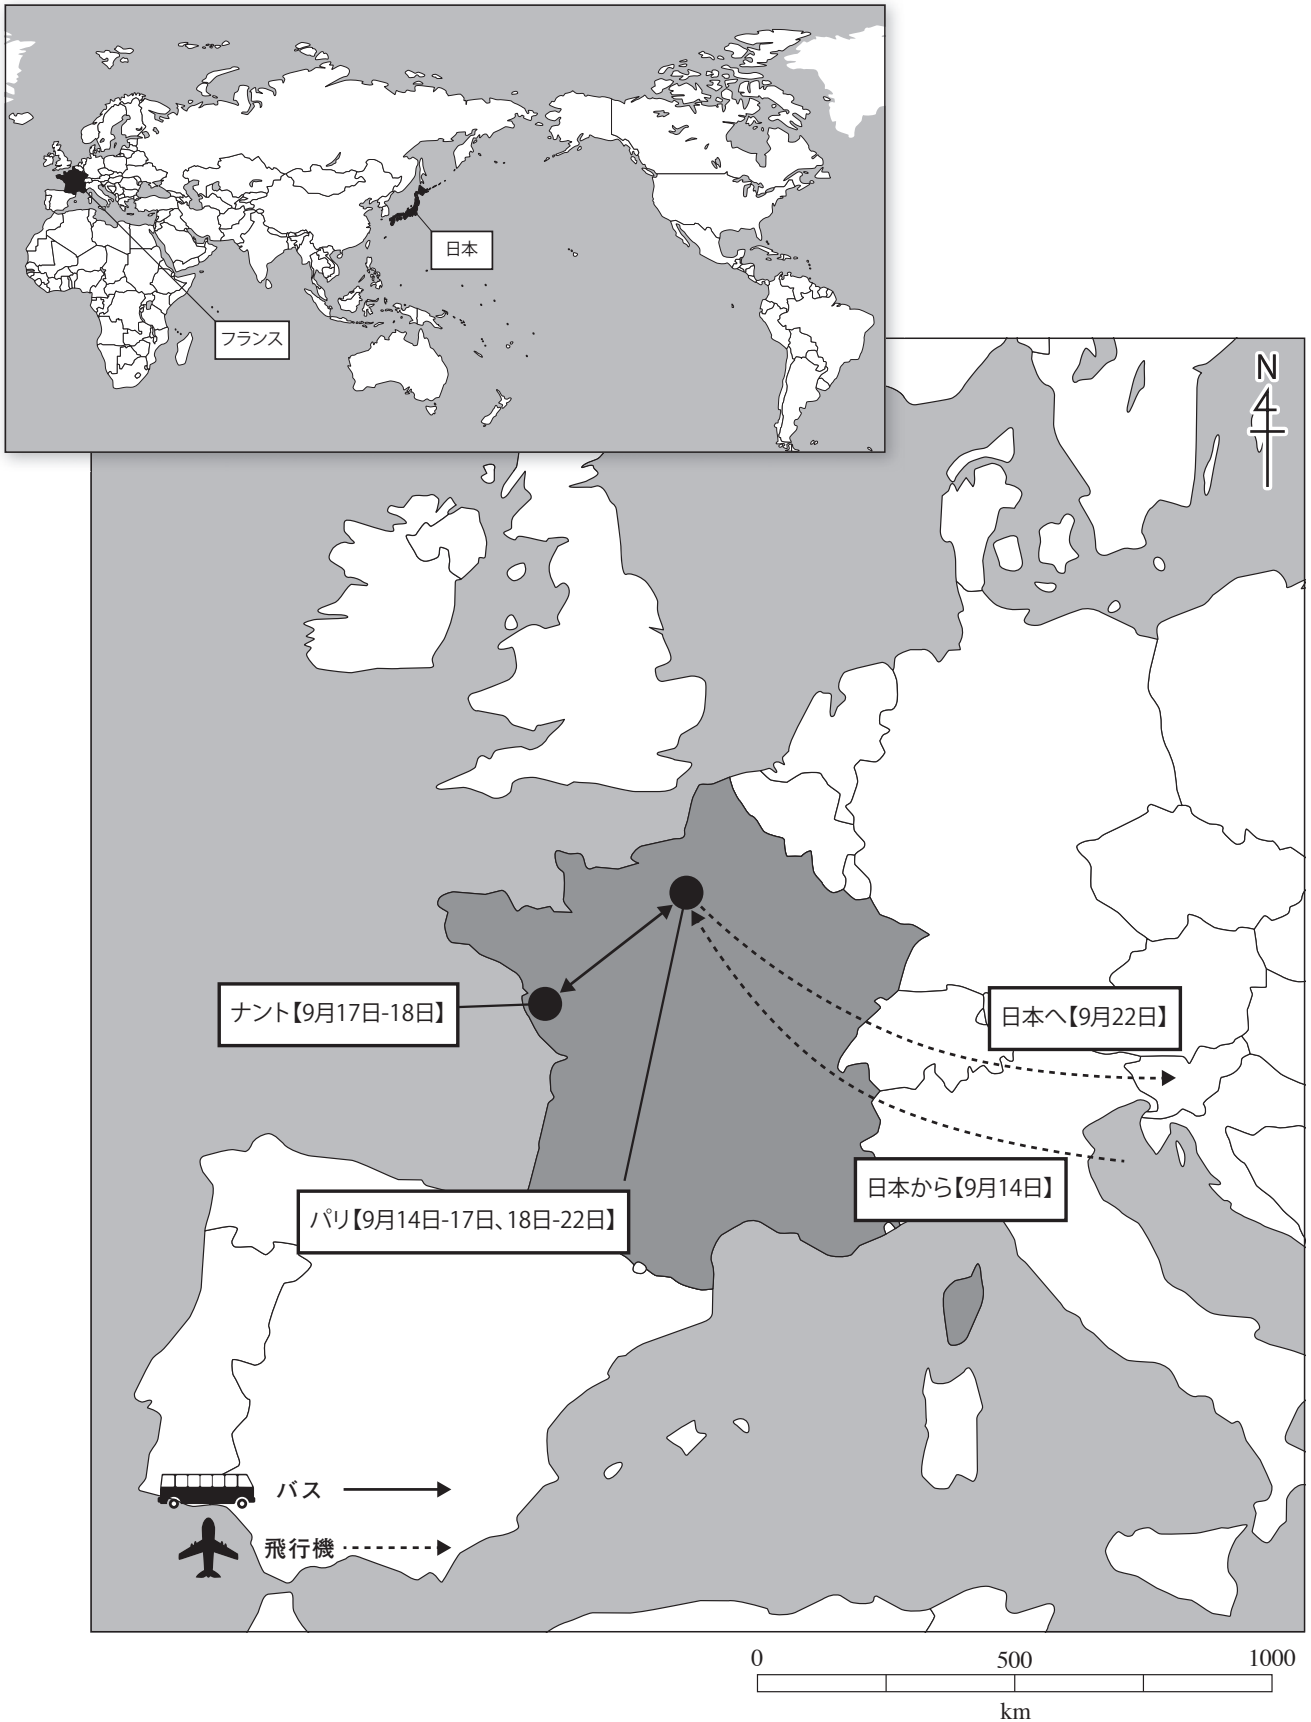 日本
フランス
N
ナント【9月17日-18日】
日本へ【9月22日】
日本から【9月14日】
パリ【9月14日-17日、18日-22日】
バス
飛行機
0 500 1000
km